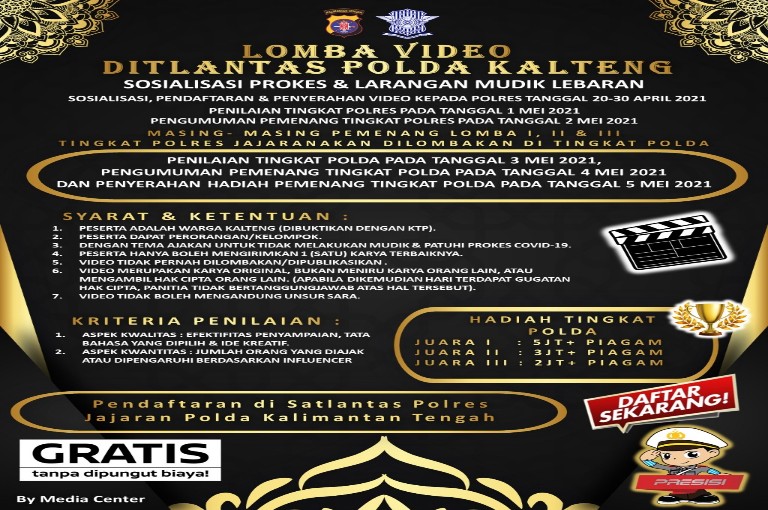 LOMBA VIDEO
DITLANTAS POLDA KALTENG
SOSIALISASI PROKES & LARANGAN MUDIK LEBARAN
SOSIALISASI, PENDAFTARAN & PENYERAHAN VIDEO KEPADA POLRES TANGGAL 20-30 APRIL 2021
PENILAIAN TINGKAT POLRES PADA TANGGAL 1 MEI 2021
PENGUMUMAN PEMENANG TINGKAT POLRES PADA TANGGAL 2 MEI 2021
MASING- MASING PEMENANG LOMBA I, II & III
TINGKAT POLRES JAJARANAKAN DILOMBAKAN DI TINGKAT POLDA
PENILAIAN TINGKAT POLDA PADA TANGGAL 3 MEI 2021,
PENGUMUMAN PEMENANG TINGKAT POLDA PADA TANGGAL 4 MEI 2021
DAN PENYERAHAN HADIAH PEMENANG TINGKAT POLDA PADA TANGGAL 5 MEI 2021
SYARAT & KETENTUAN :
1. PESERTA ADALAH WARGA KALTENG (DIBUKTIKAN DENGAN KTP).
2. PESERTA DAPAT PERORANGAN/KELOMPOK.
3. DENGAN TEMA AJAKAN UNTUK TIDAK MELAKUKAN MUDIK & PATUHI PROKES COVID-19.
4. PESERTA HANYA BOLEH MENGIRIMKAN 1 (SATU) KARYA TERBAIKNYA.
5. VIDEO TIDAK PERNAH DILOMBAKAN/DIPUBLIKASIKAN .
6. VIDEO MERUPAKAN KARYA ORIGINAL, BUKAN MENIRU KARYA ORANG LAIN, ATAU
MENGAMBIL HAK CIPTA ORANG LAIN. (APABILA DIKEMUDIAN HARI TERDAPAT GUGATAN
HAK CIPTA, PANITIA TIDAK BERTANGGUNGJAWAB ATAS HAL TERSEBUT).
7. VIDEO TIDAK BOLEH MENGANDUNG UNSUR SARA.
KRITERIA PENILAIAN :
1. ASPEK KWALITAS : EFEKTIFITAS PENYAMPAIAN, TATA
BAHASA YANG DIPILIH & IDE KREATIF.
2. ASPEK KWANTITAS : JUMLAH ORANG YANG DIAJAK
ATAU DIPENGARUHI BERDASARKAN INFLUENCER
HADIAH TINGKAT
POLDA
JUARA I : 5JT+ PIAGAM
JUARA II : 3JT+ PIAGAM
JUARA III : 2JT+ PIAGAM
Pendaftaran di Satlantas Polres
Jajaran Polda Kalimantan Tengah
DAFTAR
SEKARANG!
GRATIS
tanpa dipungut biaya!
PRESISI
By Media Center